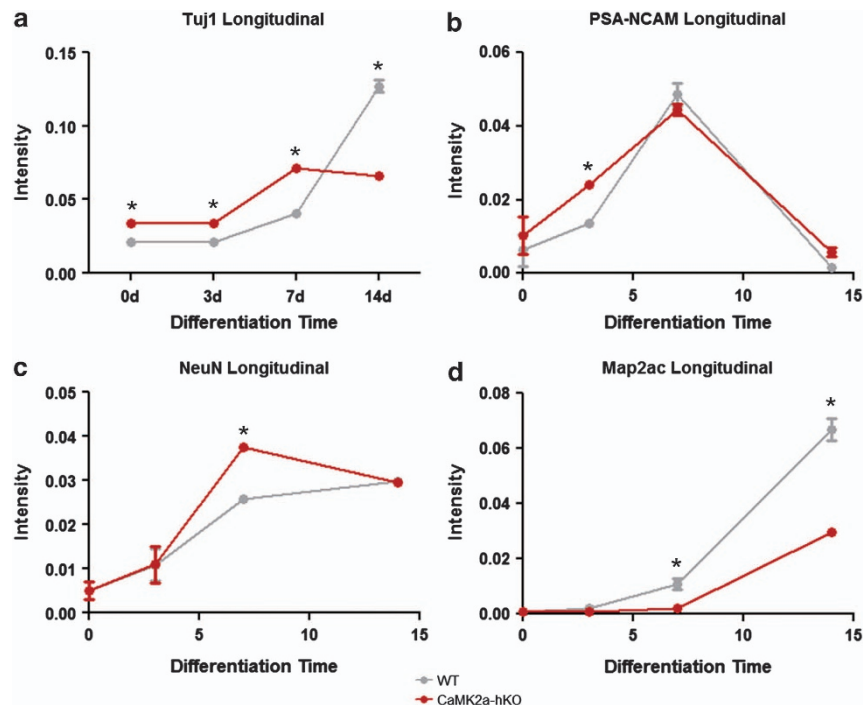 a
Tuj1 Longitudinal
0.15
0.10
0.05
0.00
Intensity
* * * *
0d 3d 7d 14d
Differentiation Time
b
PSA-NCAM Longitudinal
0.06
0.04
0.02
0.00
Intensity
*
0 5 10 15
Differentiation Time
c
NeuN Longitudinal
0.05
0.04
0.03
0.02
0.01
0.00
Intensity
*
0 5 10 15
Differentiation Time
d
Map2ac Longitudinal
0.08
0.06
0.04
0.02
0.00
Intensity
* *
0 5 10 15
Differentiation Time
WT
CaMK2a-hKO